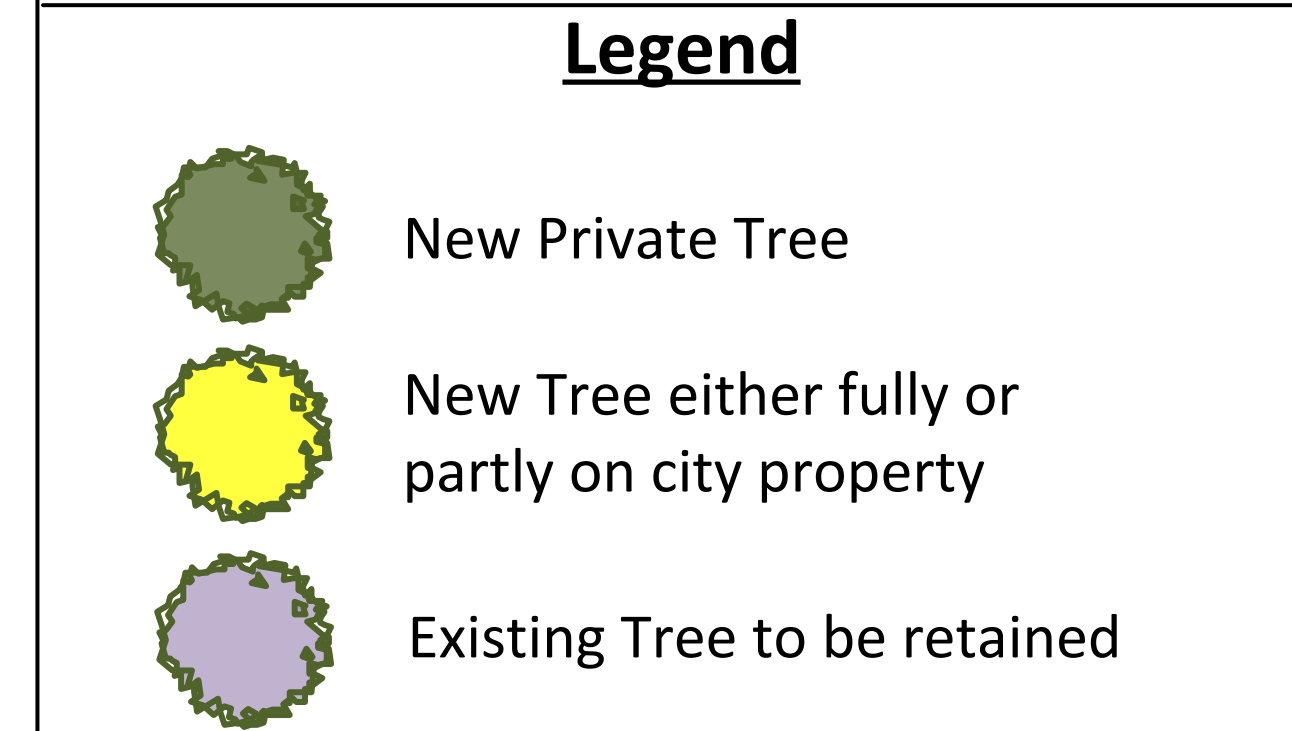 Legend
New Private Tree
New Tree either fully or
partly on city property
Existing Tree to be retained